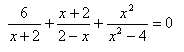 6/(x+2) + (x+2)/(2−x) + x²/(x²−4) = 0